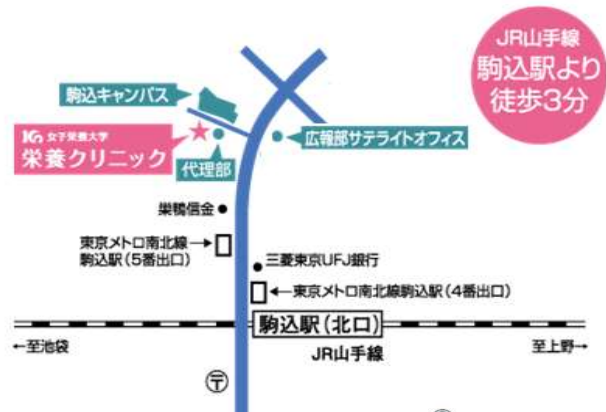 JR山手線
駒込駅より
徒歩3分
駒込キャンパス
女子栄養大学
栄養クリニック
代理部
広報部サテライトオフィス
巣鴨信金
東京メトロ南北線→
駒込駅(5番出口)
三菱東京UFJ銀行
←東京メトロ南北線駒込駅(4番出口)
駒込駅(北口)
←至池袋
JR山手線
至上野→
〒